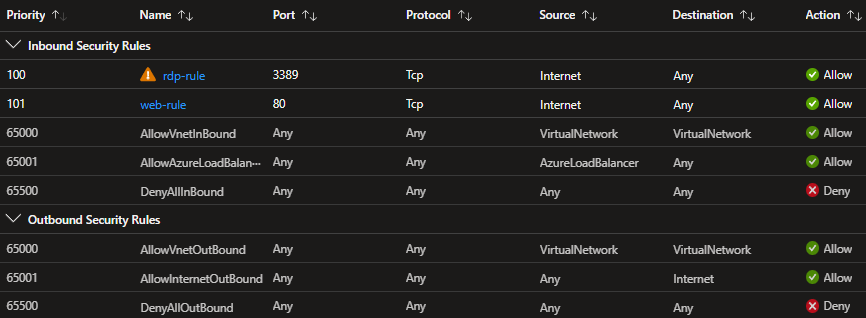 Priority Name Port Protocol Source Destination Action
Inbound Security Rules
100 rdp-rule 3389 Tcp Internet Any Allow
101 web-rule 80 Tcp Internet Any Allow
65000 AllowVnetInBound Any Any VirtualNetwork VirtualNetwork Allow
65001 AllowAzureLoadBalan... Any Any AzureLoadBalancer Any Allow
65500 DenyAllInBound Any Any Any Any Deny
Outbound Security Rules
65000 AllowVnetOutBound Any Any VirtualNetwork VirtualNetwork Allow
65001 AllowInternetOutBound Any Any Any Internet Allow
65500 DenyAllOutBound Any Any Any Any Deny